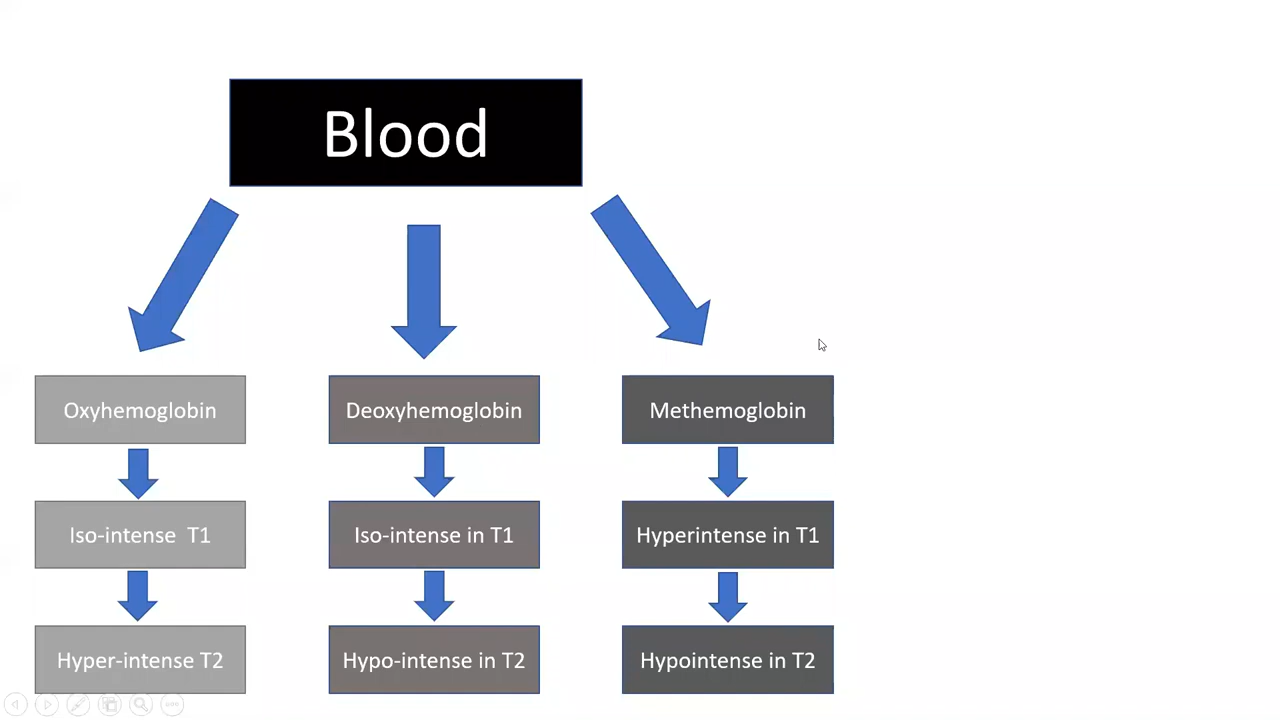 Blood
Oxyhemoglobin
Deoxyhemoglobin
Methemoglobin
Iso-intense T1
Iso-intense in T1
Hyperintense in T1
Hyper-intense T2
Hypo-intense in T2
Hypointense in T2